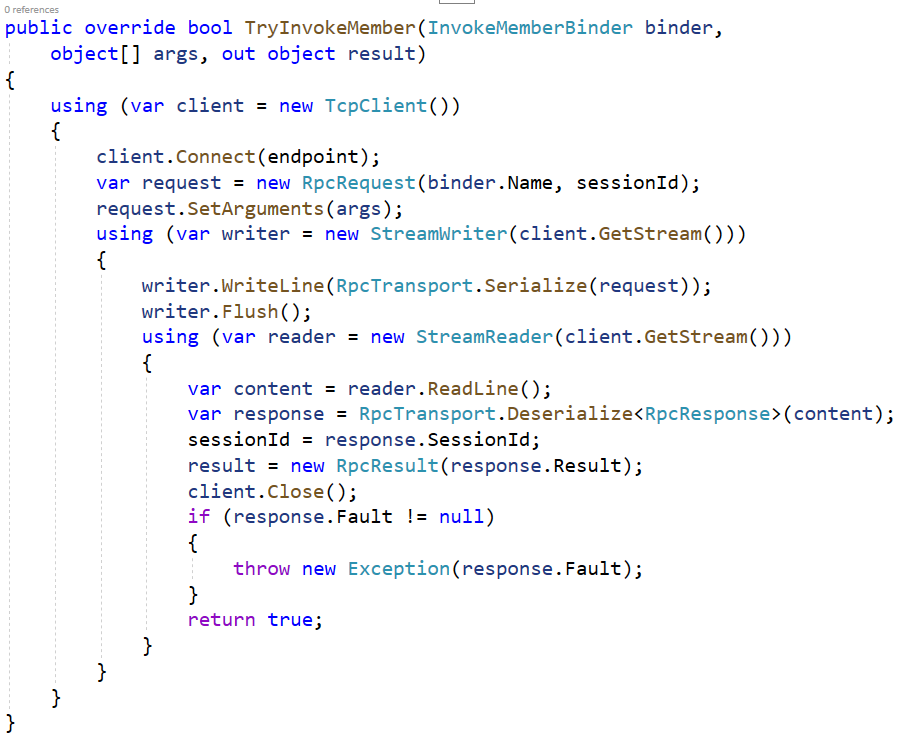 0 references
public override bool TryInvokeMember(InvokeMemberBinder binder,
    object[] args, out object result)
{
    using (var client = new TcpClient())
    {
        client.Connect(endpoint);
        var request = new RpcRequest(binder.Name, sessionId);
        request.SetArguments(args);
        using (var writer = new StreamWriter(client.GetStream()))
        {
            writer.WriteLine(RpcTransport.Serialize(request));
            writer.Flush();
            using (var reader = new StreamReader(client.GetStream()))
            {
                var content = reader.ReadLine();
                var response = RpcTransport.Deserialize<RpcResponse>(content);
                sessionId = response.SessionId;
                result = new RpcResult(response.Result);
                client.Close();
                if (response.Fault != null)
                {
                    throw new Exception(response.Fault);
                }
                return true;
            }
        }
    }
}